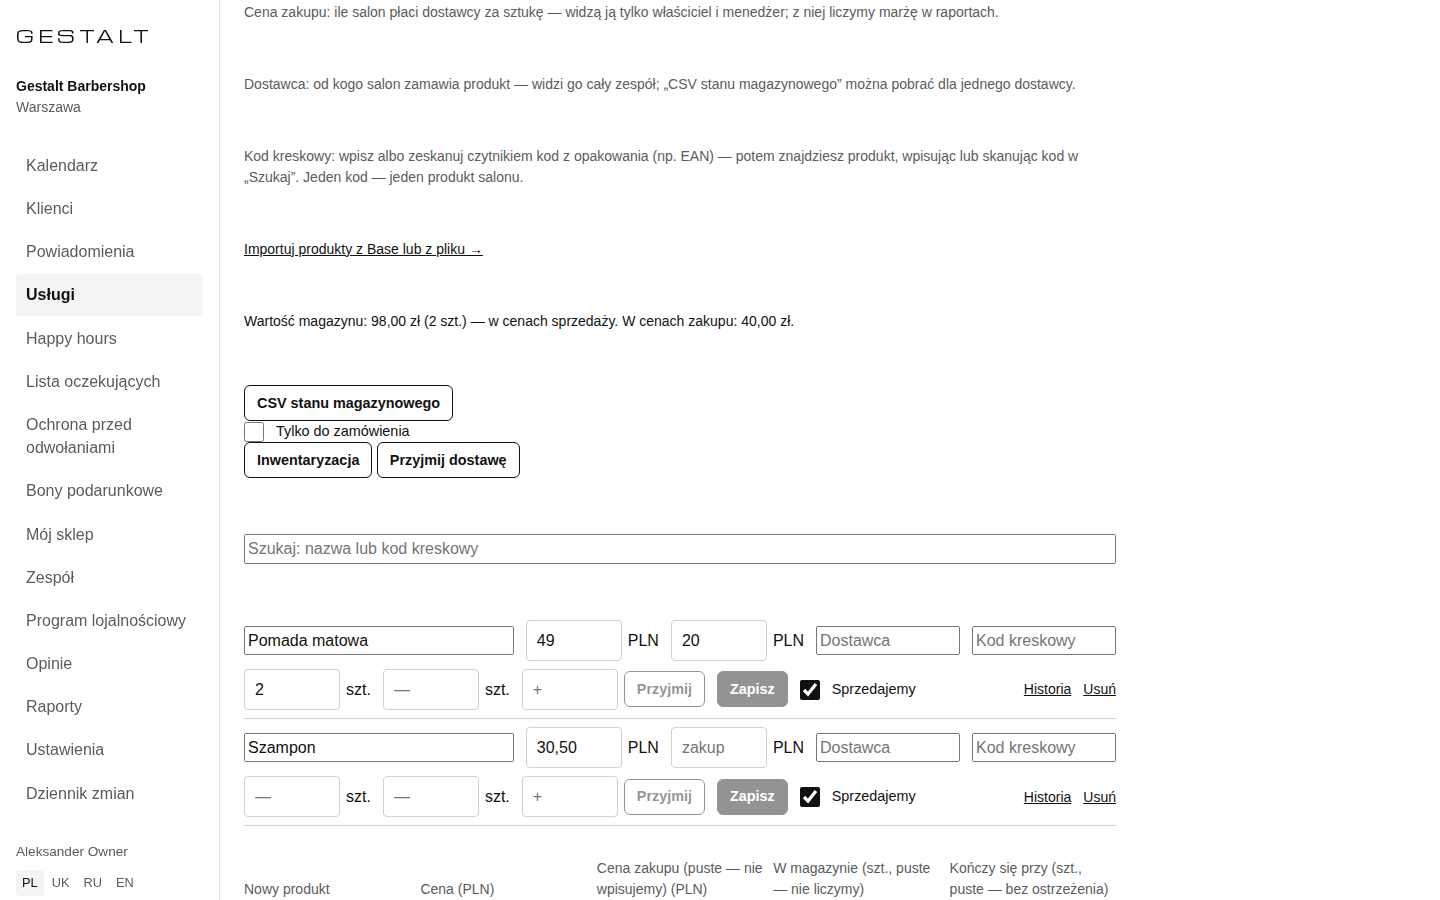 GESTALT
Gestalt Barbershop
Warszawa
Kalendarz
Klienci
Powiadomienia
Usługi
Happy hours
Lista oczekujących
Ochrona przed
odwołaniami
Bony podarunkowe
Mój sklep
Zespół
Program lojalnościowy
Opinie
Raporty
Ustawienia
Dziennik zmian
Aleksander Owner
PL UK RU EN
Cena zakupu: ile salon płaci dostawcy za sztukę — widzą ją tylko właściciel i menedżer; z niej liczymy marżę w raportach.
Dostawca: od kogo salon zamawia produkt — widzi go cały zespół; „CSV stanu magazynowego” można pobrać dla jednego dostawcy.
Kod kreskowy: wpisz albo zeskanuj czytnikiem kod z opakowania (np. EAN) — potem znajdziesz produkt, wpisując lub skanując kod w
„Szukaj”. Jeden kod — jeden produkt salonu.
Importuj produkty z Base lub z pliku →
Wartość magazynu: 98,00 zł (2 szt.) — w cenach sprzedaży. W cenach zakupu: 40,00 zł.
CSV stanu magazynowego
Tylko do zamówienia
Inwentaryzacja Przyjmij dostawę
Szukaj: nazwa lub kod kreskowy
Pomada matowa 49 PLN 20 PLN Dostawca Kod kreskowy
2 szt. — szt. + Przyjmij Zapisz Sprzedajemy Historia Usuń
Szampon 30,50 PLN zakup PLN Dostawca Kod kreskowy
— szt. — szt. + Przyjmij Zapisz Sprzedajemy Historia Usuń
Cena zakupu (puste — nie W magazynie (szt., puste Kończy się przy (szt.,
Nowy produkt Cena (PLN) wpisujemy) (PLN) — nie liczymy) puste — bez ostrzeżenia)